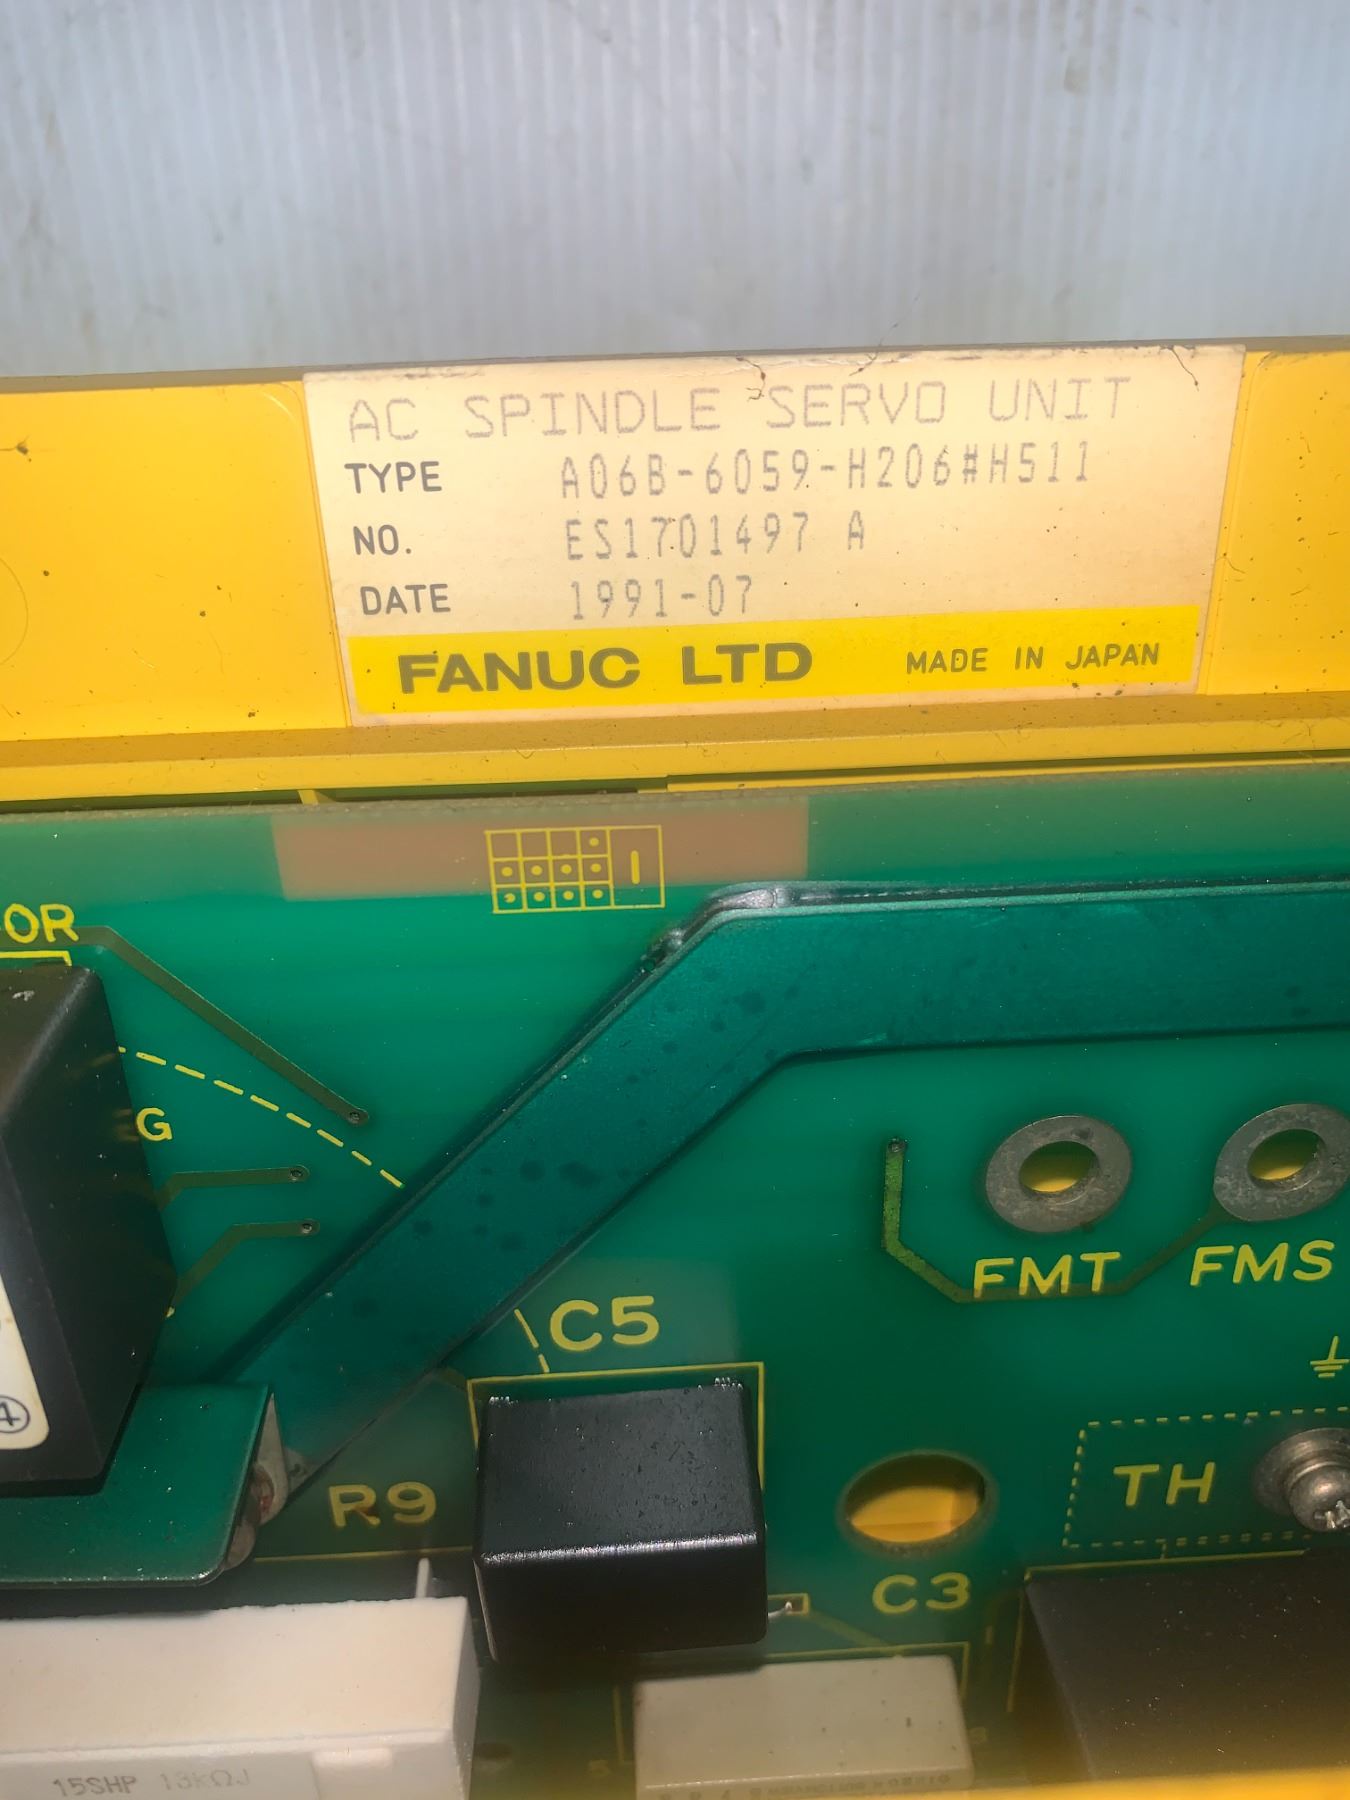 AC SPINDLE SERVO UNIT
TYPE A06B-6059-H206#H511
NO. ES1701497 A
DATE 1991-07
FANUC LTD MADE IN JAPAN
OR
G
FMT FMS
C5
TH
R9
C3
4
15SHP 13KΩJ